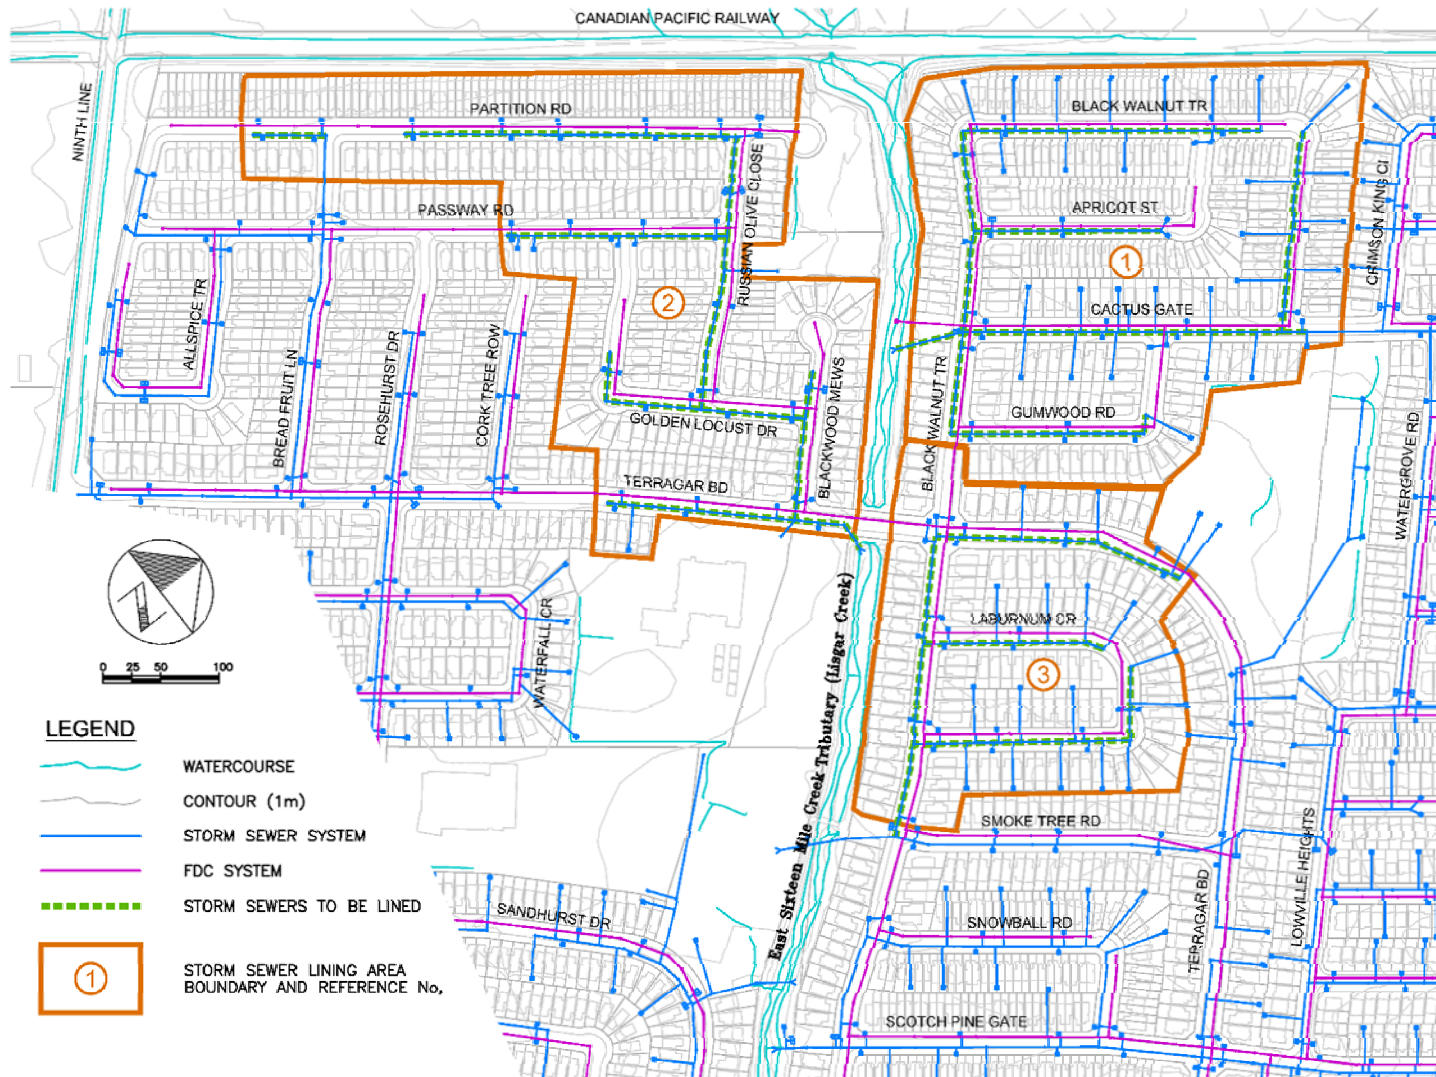 CANADIAN PACIFIC RAILWAY
NINTH LINE
PARTITION RD
BLACK WALNUT TR
RUSSIAN OLIVE CLOSE
CRIMSON KING CI
PASSWAY RD
APRICOT ST
1
ALLSPICE TR
2
CACTUS GATE
BREAD FRUIT LN
ROSEHURST DR
CORK TREE ROW
BLACKWOOD MEWS
BLACK WALNUT TR
GUMWOOD RD
GOLDEN LOCUST DR
WATERGROVE RD
TERRAGAR BD
WATERFALL CR
LABURNUM CR
3
0 25 50 100
East Sixteen Mile Creek Tributary (Lisgar Creek)
LEGEND
WATERCOURSE
CONTOUR (1m)
STORM SEWER SYSTEM
FDC SYSTEM
STORM SEWERS TO BE LINED
1
STORM SEWER LINING AREA
BOUNDARY AND REFERENCE No,
SMOKE TREE RD
LOWVILLE HEIGHTS
TERRAGAR BD
SANDHURST DR
SNOWBALL RD
SCOTCH PINE GATE